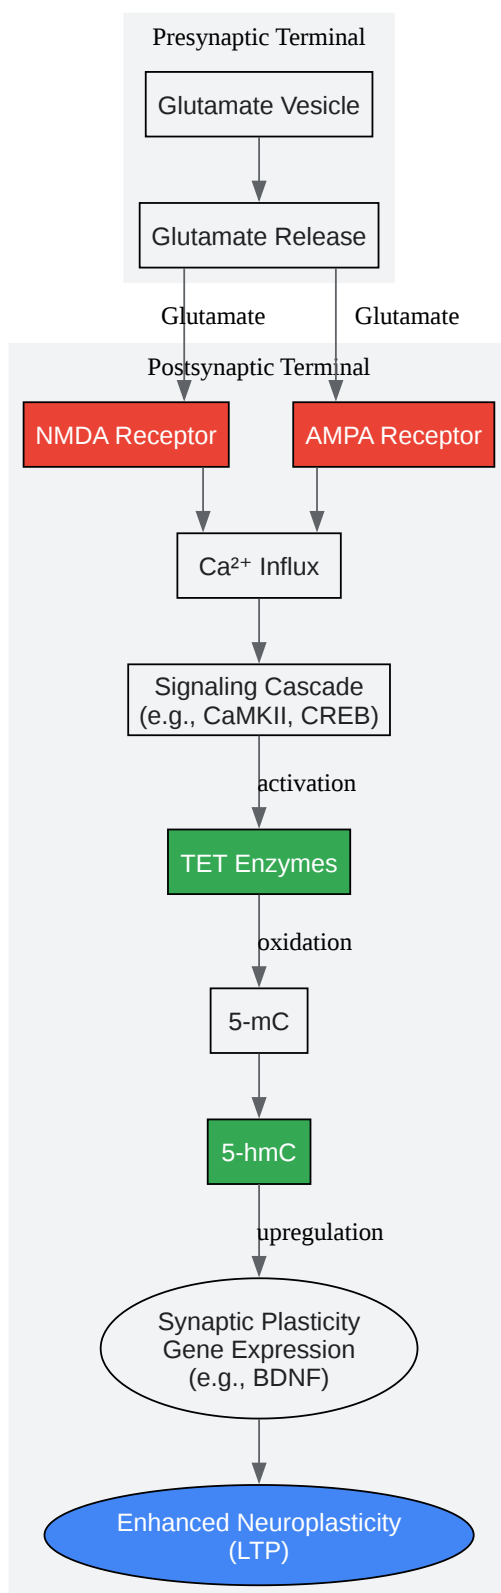 Presynaptic Terminal
Glutamate Vesicle
Glutamate Release
Glutamate
Glutamate
Postsynaptic Terminal
NMDA Receptor
AMPA Receptor
Ca²⁺ Influx
Signaling Cascade
(e.g., CaMKII, CREB)
activation
TET Enzymes
oxidation
5-mC
5-hmC
upregulation
Synaptic Plasticity
Gene Expression
(e.g., BDNF)
Enhanced Neuroplasticity
(LTP)